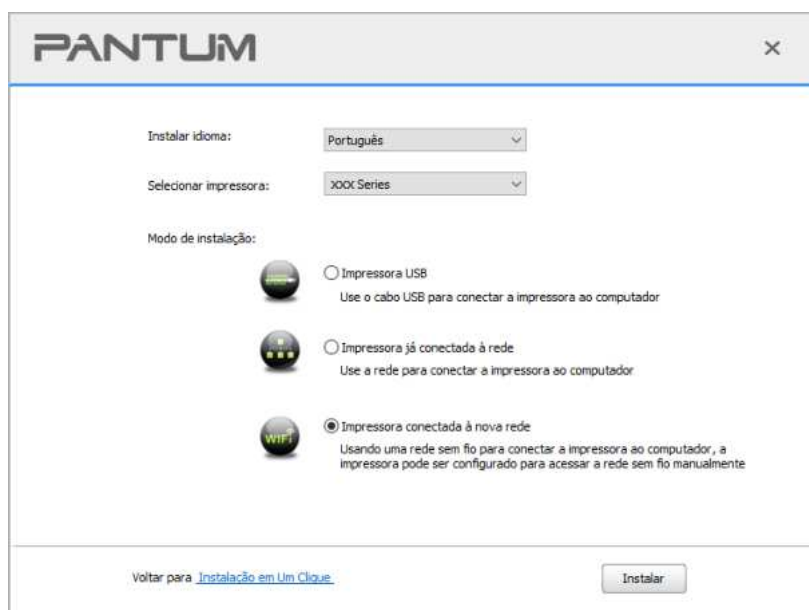 PANTUM
Instalar idioma:
Português
Selecionar impressora:
XXX Series
Modo de instalação:
Impressora USB
Use o cabo USB para conectar a impressora ao computador
Impressora já conectada à rede
Use a rede para conectar a impressora ao computador
WiFi
Impressora conectada à nova rede
Usando uma rede sem fio para conectar a impressora ao computador, a
impressora pode ser configurado para acessar a rede sem fio manualmente
Voltar para Instalação em Um Clique
Instalar